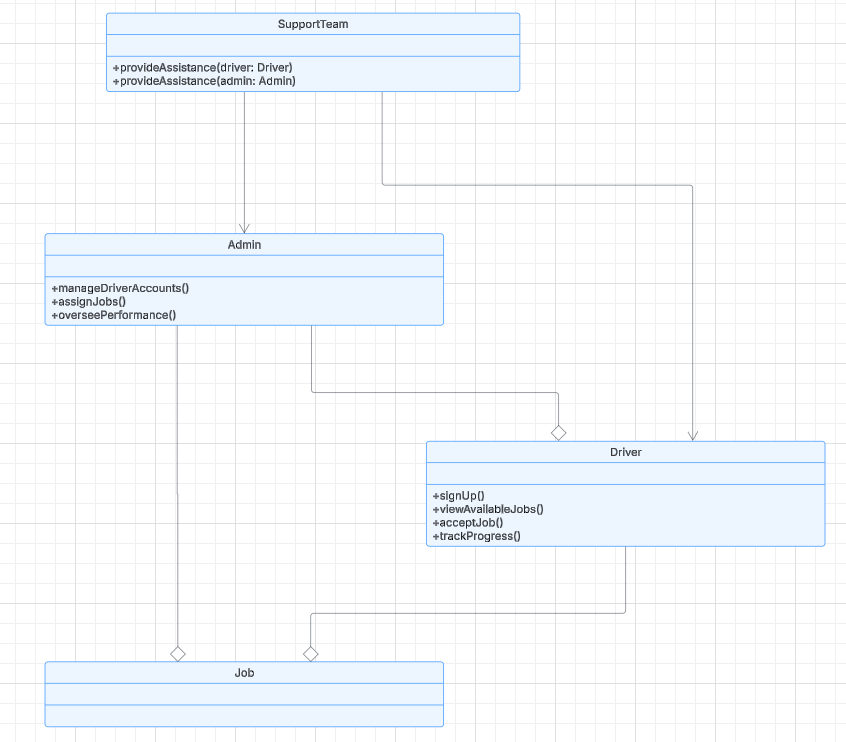 SupportTeam
+provideAssistance(driver: Driver)
+provideAssistance(admin: Admin)
Admin
+manageDriverAccounts()
+assignJobs()
+overseePerformance()
Driver
+signUp()
+viewAvailableJobs()
+acceptJob()
+trackProgress()
Job